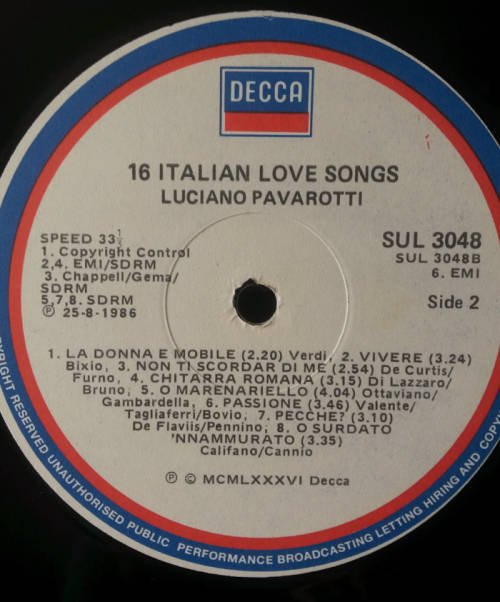 DECCA
16 ITALIAN LOVE SONGS
LUCIANO PAVAROTTI
SPEED 33⅓
1. Copyright Control
2,4. EMI/SDRM
3. Chappell/Gema/
SDRM
5,7,8. SDRM
℗ 25-8-1986
SUL 3048
SUL 3048B
6. EMI
Side 2
1. LA DONNA E MOBILE (2.20) Verdi, 2. VIVERE (3.24)
Bixio, 3. NON TI SCORDAR DI ME (2.54) De Curtis/
Furno, 4. CHITARRA ROMANA (3.15) Di Lazzaro/
Bruno; 5. O MARENARIELLO (4.04) Ottaviano/
Gambardella, 6. PASSIONE (3.46) Valente/
Tagliaferri/Bovio, 7. PECCHE? (3.10)
De Flaviis/Pennino; 8. O SURDATO
'NNAMURATO (3.35)
Califano/Cannio
℗ © MCMLXXXVI Decca
PYRIGHT RESERVED UNAUTHORISED PUBLIC PERFORMANCE BROADCASTING LETTING HIRING AND COPY